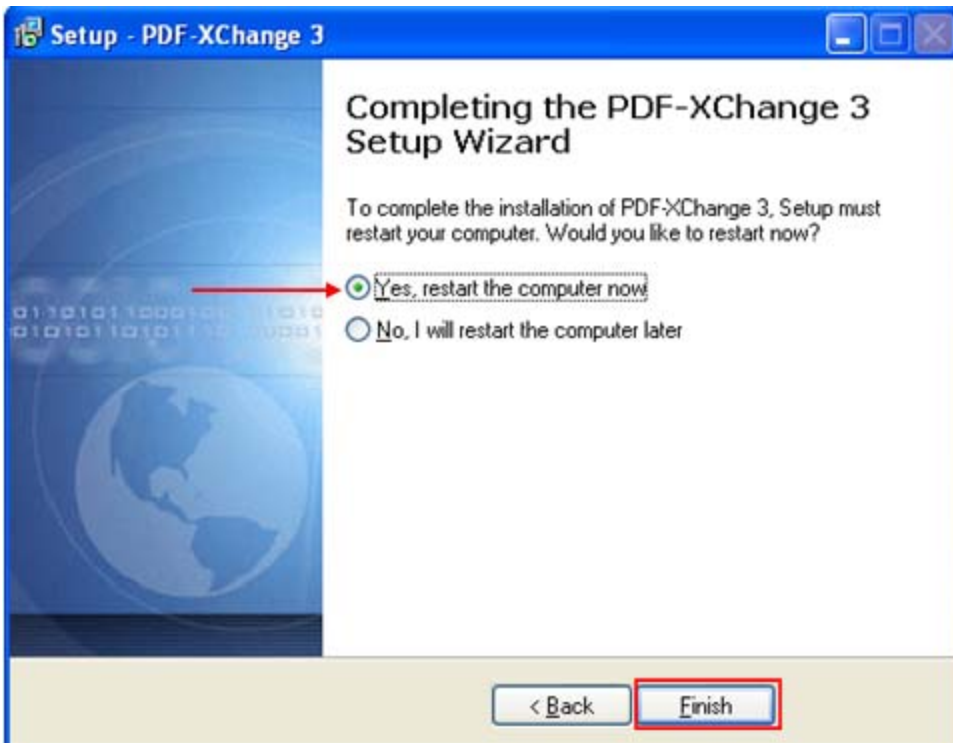 Setup - PDF-XChange 3
Completing the PDF-XChange 3
Setup Wizard
To complete the installation of PDF-XChange 3, Setup must
restart your computer. Would you like to restart now?
Yes, restart the computer now
No, I will restart the computer later
< Back
Finish